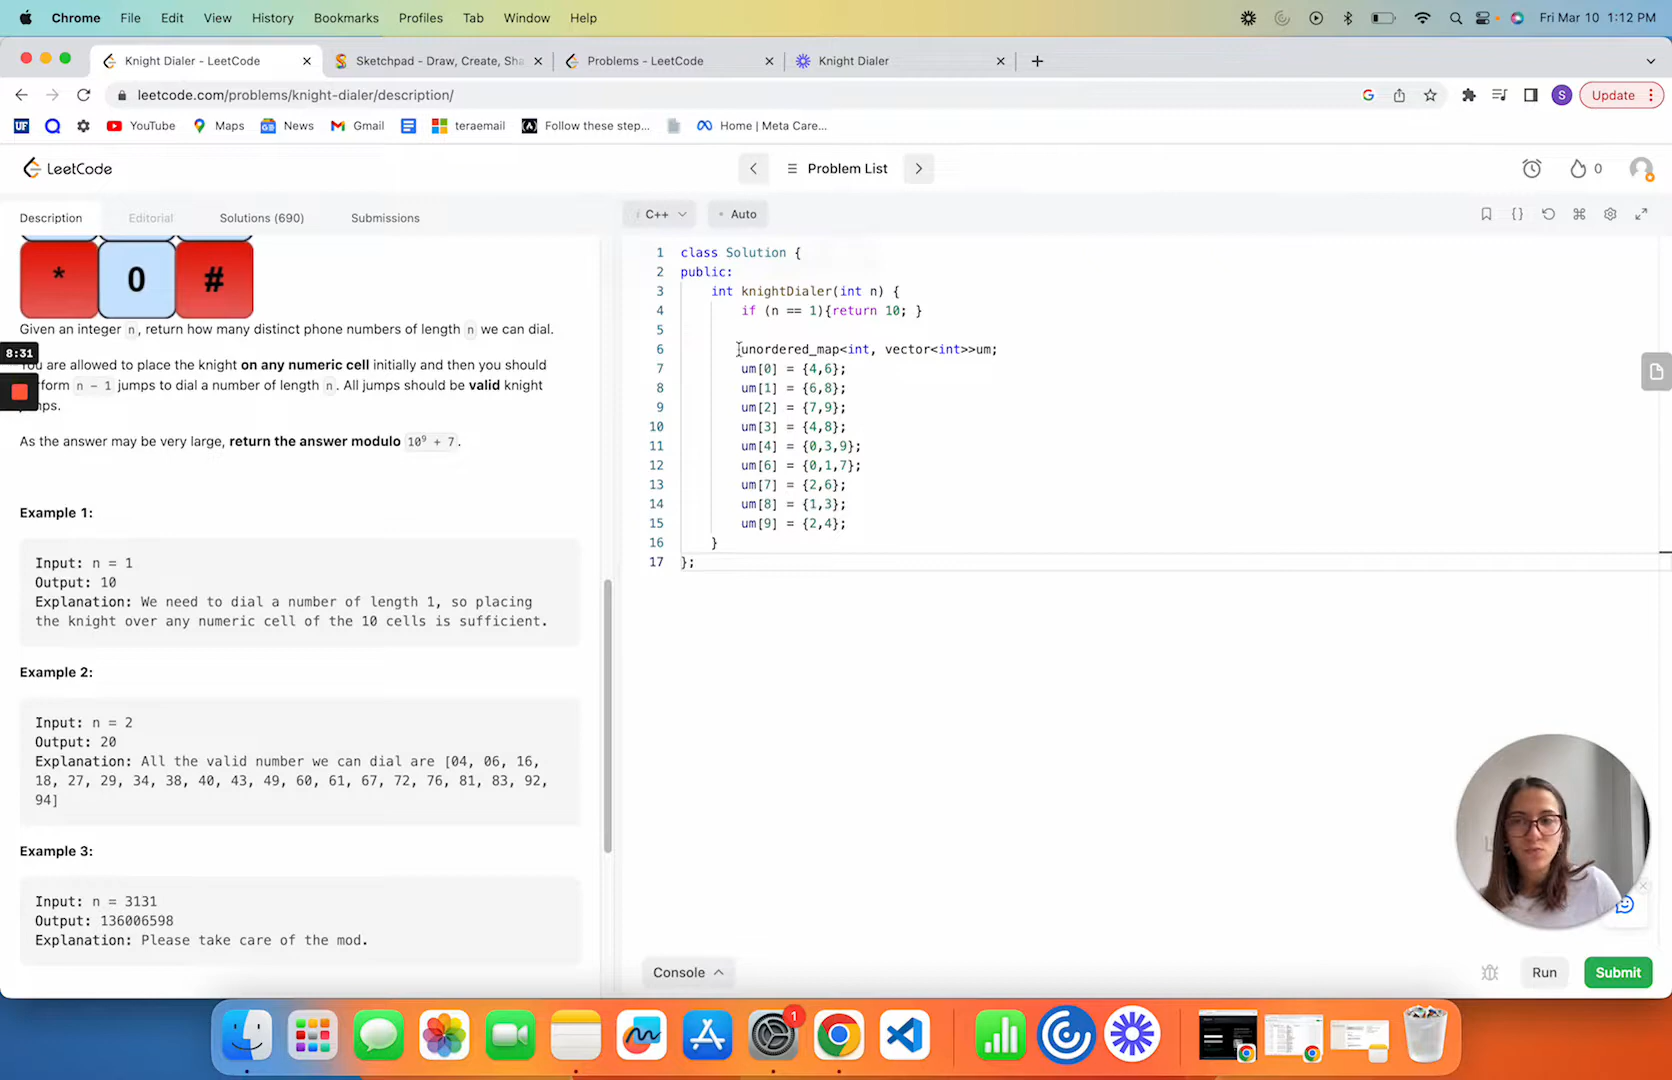 Chrome File Edit View History Bookmarks Profiles Tab Window Help Fri Mar 10 1:12 PM
Knight Dialer - LeetCode Sketchpad - Draw, Create, Sha Problems - LeetCode Knight Dialer
leetcode.com/problems/knight-dialer/description/ S Update
UF YouTube Maps News Gmail teraemail Follow these step... Home | Meta Care...
LeetCode Problem List 0
Description Editorial Solutions (690) Submissions
* 0 #
Given an integer n, return how many distinct phone numbers of length n we can dial.
8:31
You are allowed to place the knight on any numeric cell initially and then you should
perform n - 1 jumps to dial a number of length n. All jumps should be valid knight
jumps.
As the answer may be very large, return the answer modulo 10⁹ + 7.
Example 1:
Input: n = 1
Output: 10
Explanation: We need to dial a number of length 1, so placing
the knight over any numeric cell of the 10 cells is sufficient.
Example 2:
Input: n = 2
Output: 20
Explanation: All the valid number we can dial are [04, 06, 16,
18, 27, 29, 34, 38, 40, 43, 49, 60, 61, 67, 72, 76, 81, 83, 92,
94]
Example 3:
Input: n = 3131
Output: 136006598
Explanation: Please take care of the mod.
i C++ Auto
1 class Solution {
2 public:
3 int knightDialer(int n) {
4 if (n == 1){return 10; }
5
6 unordered_map<int, vector<int>>um;
7 um[0] = {4,6};
8 um[1] = {6,8};
9 um[2] = {7,9};
10 um[3] = {4,8};
11 um[4] = {0,3,9};
12 um[6] = {0,1,7};
13 um[7] = {2,6};
14 um[8] = {1,3};
15 um[9] = {2,4};
16 }
17 };
Console Run Submit
1